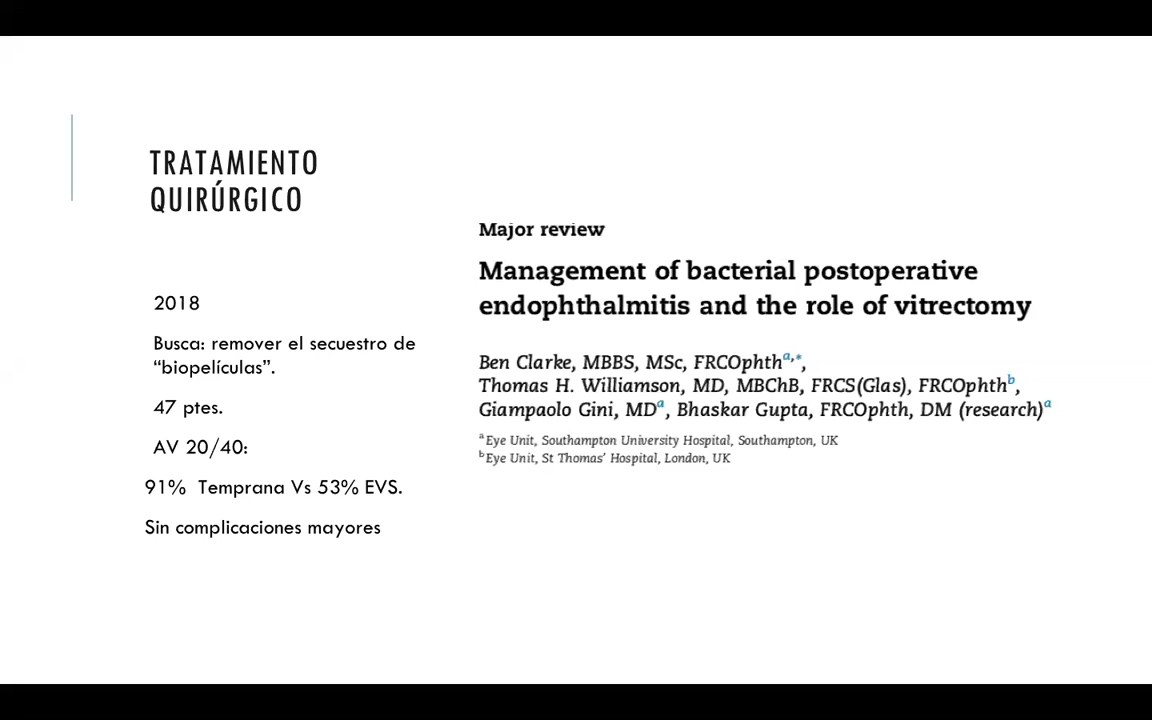 TRATAMIENTO
QUIRÚRGICO
2018
Busca: remover el secuestro de
“biopelículas”.
47 ptes.
AV 20/40:
91% Temprana Vs 53% EVS.
Sin complicaciones mayores
Major review
Management of bacterial postoperative
endophthalmitis and the role of vitrectomy
Ben Clarke, MBBS, MSc, FRCOphth a,*,
Thomas H. Williamson, MD, MBChB, FRCS(Glas), FRCOphth b,
Giampaolo Gini, MD a, Bhaskar Gupta, FRCOphth, DM (research) a
a Eye Unit, Southampton University Hospital, Southampton, UK
b Eye Unit, St Thomas’ Hospital, London, UK